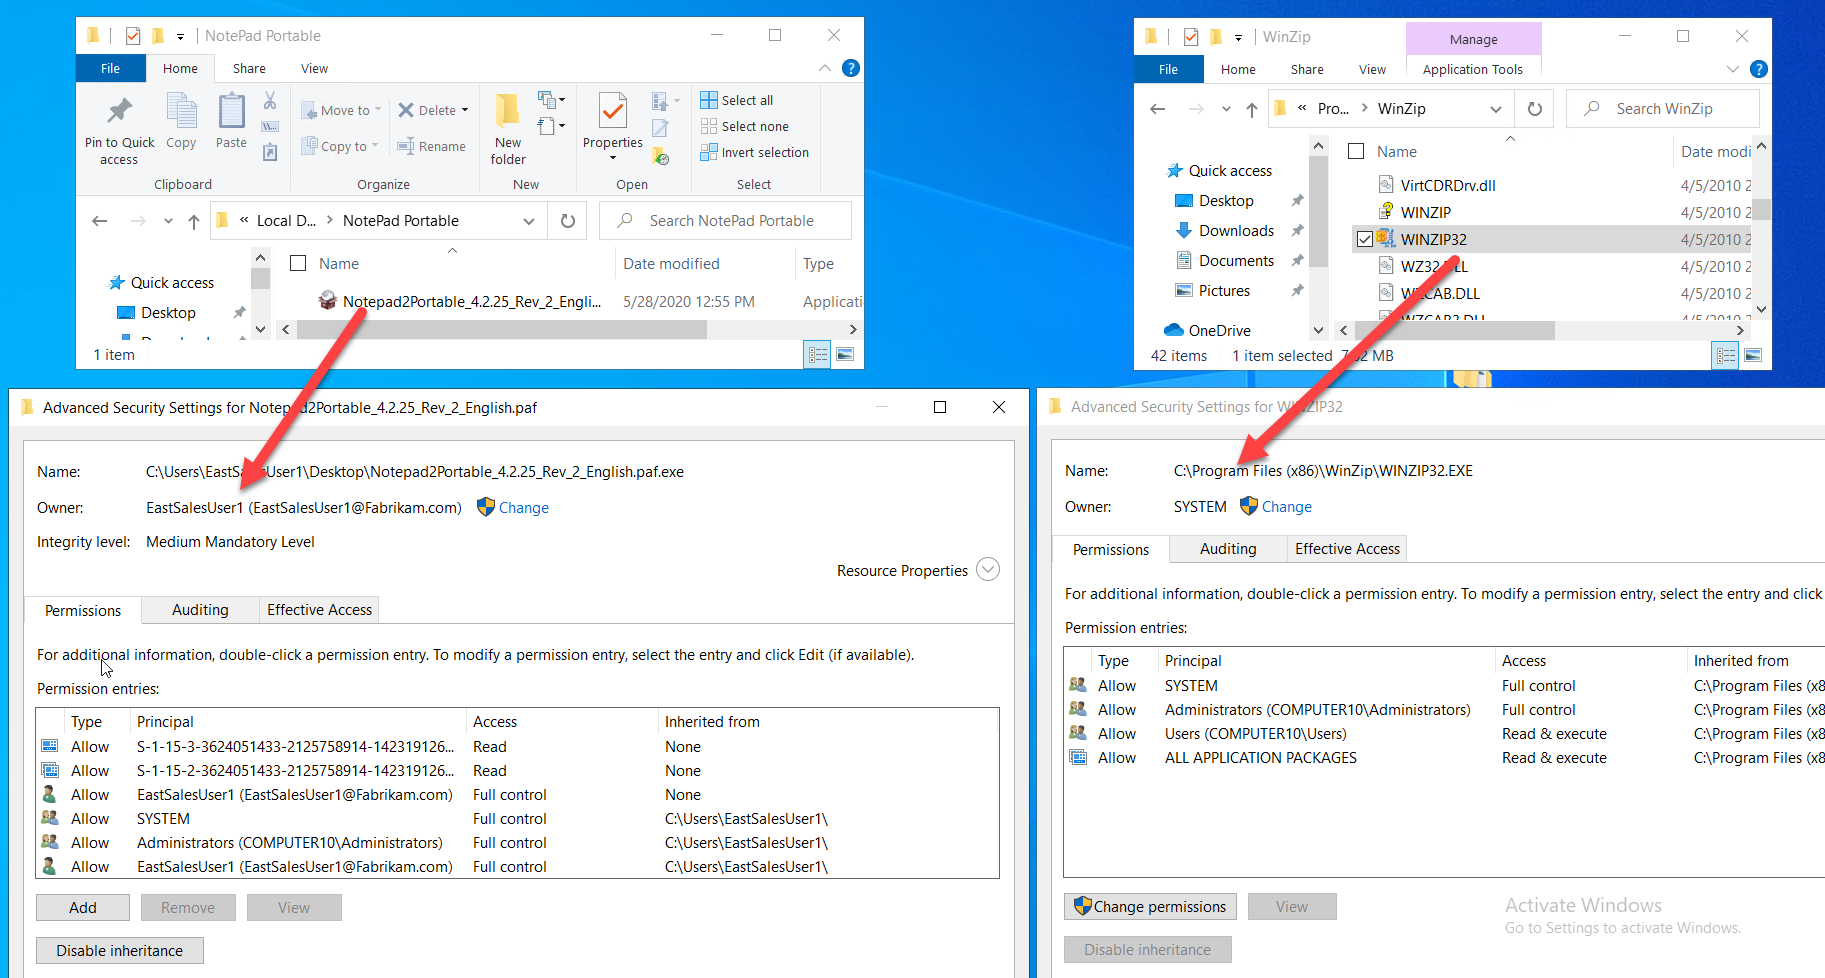 NotePad Portable
File Home Share View
Pin to Quick access
Copy
Paste
Clipboard
Move to
Copy to
Delete
Rename
Organize
New folder
New
Properties
Open
Select all
Select none
Invert selection
Select
« Local D... > NotePad Portable
Search NotePad Portable
Quick access
Desktop
Name Date modified Type
Notepad2Portable_4.2.25_Rev_2_Engli... 5/28/2020 12:55 PM Applicati
1 item
WinZip
Manage
File Home Share View Application Tools
« Pro... > WinZip
Search WinZip
Quick access
Desktop
Downloads
Documents
Pictures
OneDrive
Name Date modi
VirtCDRDrv.dll 4/5/2010 2
WINZIP 4/5/2010 2
WINZIP32 4/5/2010 2
WZ32.DLL 4/5/2010 2
WZCAB.DLL 4/5/2010 2
WZCAB3.DLL 4/5/2010 2
42 items 1 item selected MB
Advanced Security Settings for Notepad2Portable_4.2.25_Rev_2_English.paf
Name: C:\Users\EastSalesUser1\Desktop\Notepad2Portable_4.2.25_Rev_2_English.paf.exe
Owner: EastSalesUser1 (EastSalesUser1@Fabrikam.com) Change
Integrity level: Medium Mandatory Level
Resource Properties
Permissions Auditing Effective Access
For additional information, double-click a permission entry. To modify a permission entry, select the entry and click Edit (if available).
Permission entries:
Type Principal Access Inherited from
Allow S-1-15-3-3624051433-2125758914-142319126... Read None
Allow S-1-15-2-3624051433-2125758914-142319126... Read None
Allow EastSalesUser1 (EastSalesUser1@Fabrikam.com) Full control None
Allow SYSTEM Full control C:\Users\EastSalesUser1\
Allow Administrators (COMPUTER10\Administrators) Full control C:\Users\EastSalesUser1\
Allow EastSalesUser1 (EastSalesUser1@Fabrikam.com) Full control C:\Users\EastSalesUser1\
Add Remove View
Disable inheritance
Advanced Security Settings for WINZIP32
Name: C:\Program Files (x86)\WinZip\WINZIP32.EXE
Owner: SYSTEM Change
Permissions Auditing Effective Access
For additional information, double-click a permission entry. To modify a permission entry, select the entry and click
Permission entries:
Type Principal Access Inherited from
Allow SYSTEM Full control C:\Program Files (x8
Allow Administrators (COMPUTER10\Administrators) Full control C:\Program Files (x8
Allow Users (COMPUTER10\Users) Read & execute C:\Program Files (x8
Allow ALL APPLICATION PACKAGES Read & execute C:\Program Files (x8
Change permissions View
Disable inheritance
Activate Windows
Go to Settings to activate Windows.